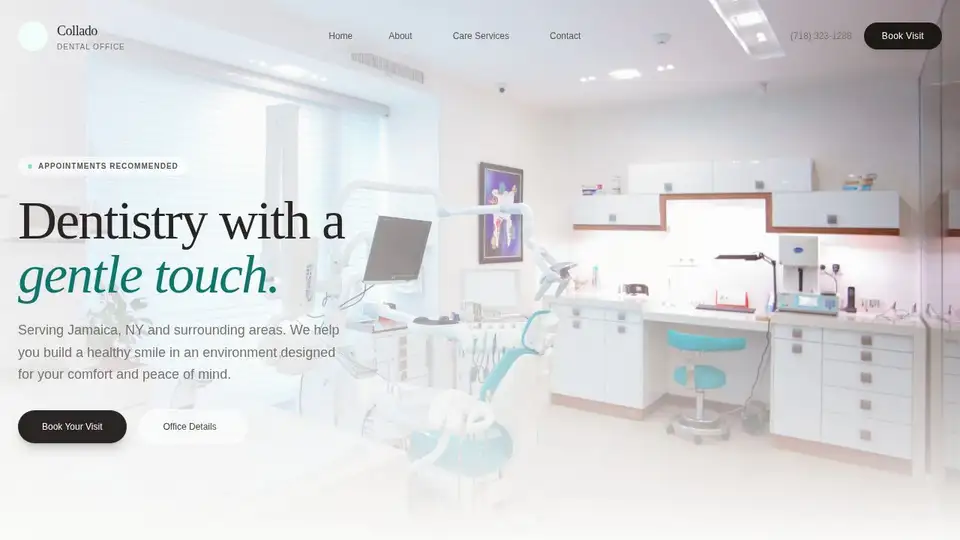 Collado
DENTAL OFFICE
Home
About
Care Services
Contact
(718) 323-1288
Book Visit
APPOINTMENTS RECOMMENDED
Dentistry with a
gentle touch.
Serving Jamaica, NY and surrounding areas. We help
you build a healthy smile in an environment designed
for your comfort and peace of mind.
Book Your Visit
Office Details